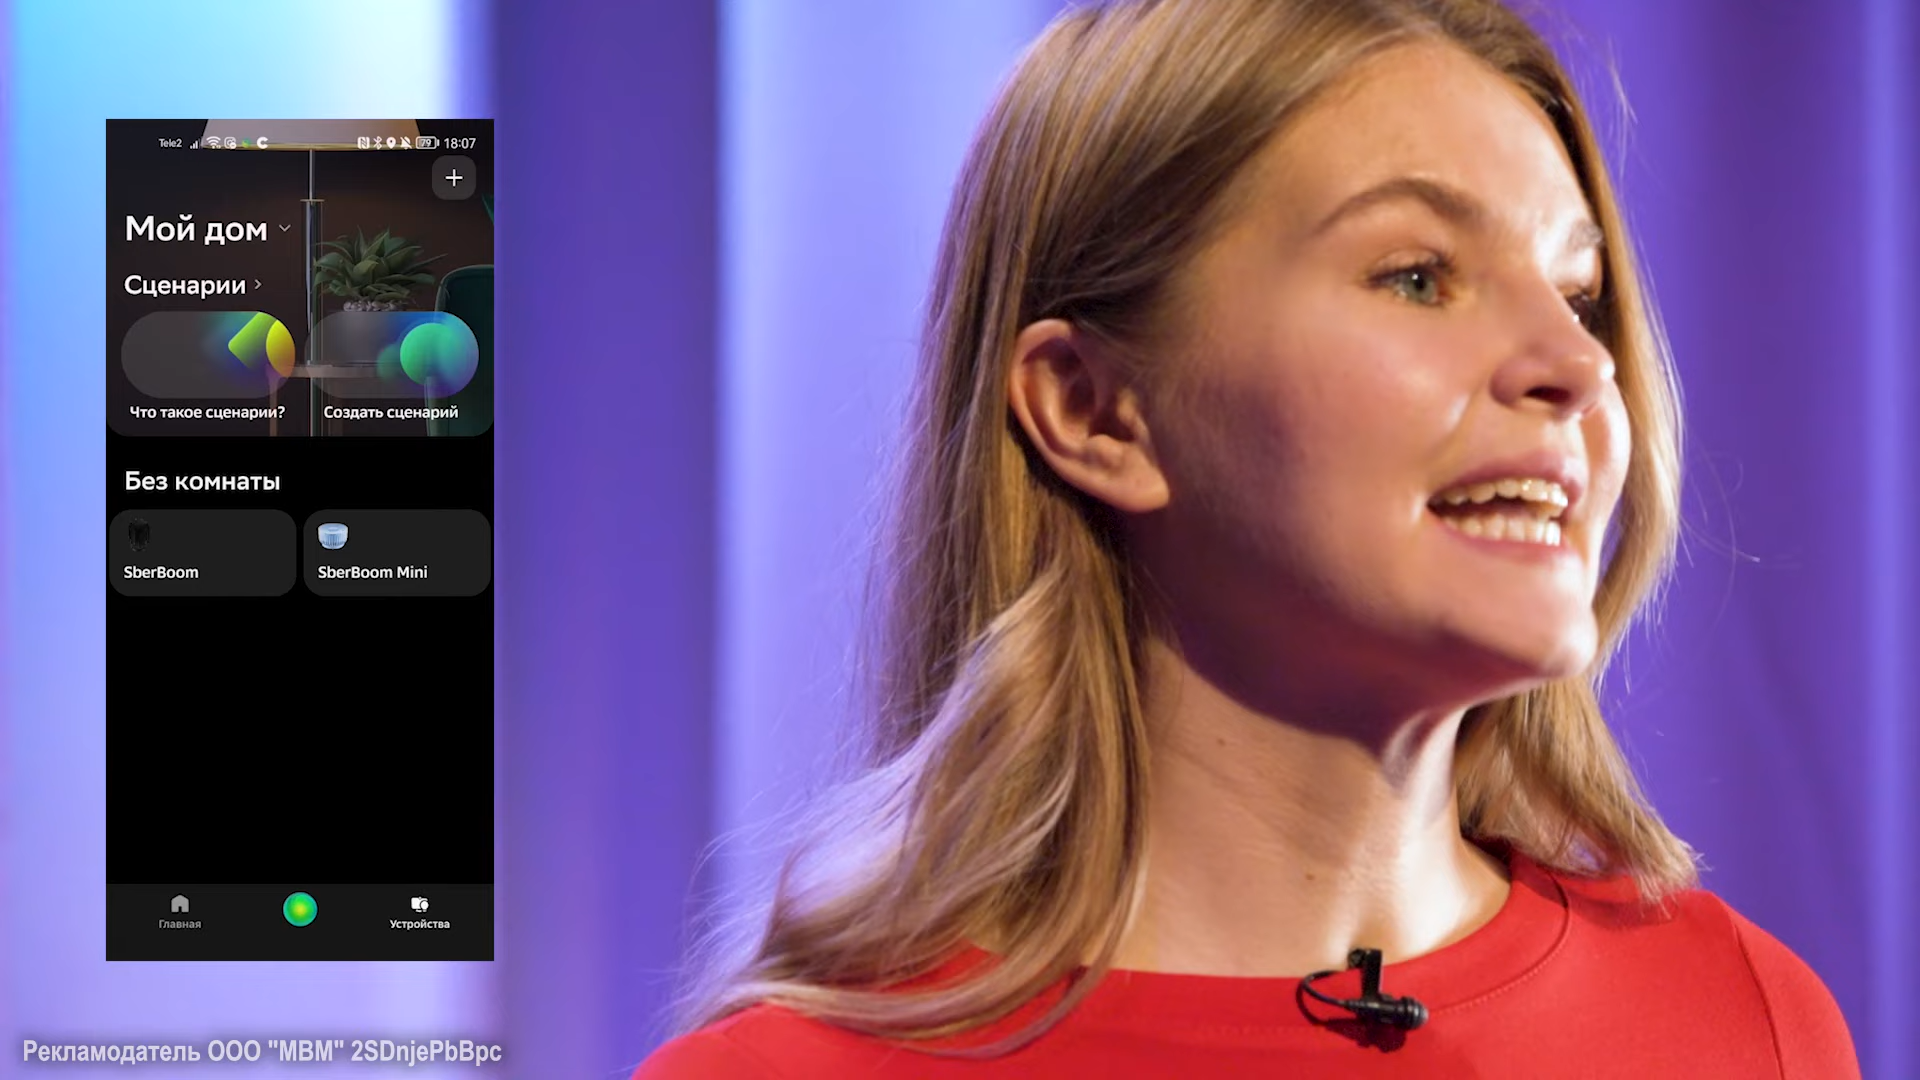 Tele2
79
18:07
Мой дом
Сценарии
Что такое сценарии?
Создать сценарий
Без комнаты
SberBoom
SberBoom Mini
Главная
Устройства
Рекламодатель ООО "МВМ" 2SDnjePbBpc